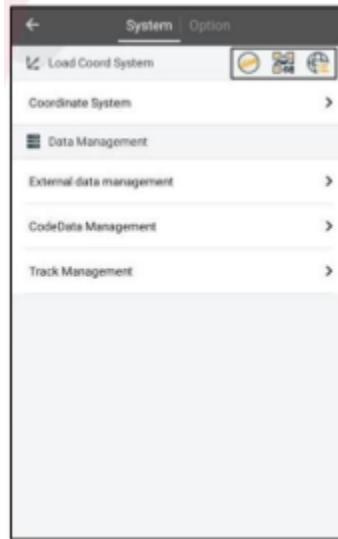 System | Option
Load Coord System
Coordinate System
Data Management
External data management
CodeData Management
Track Management